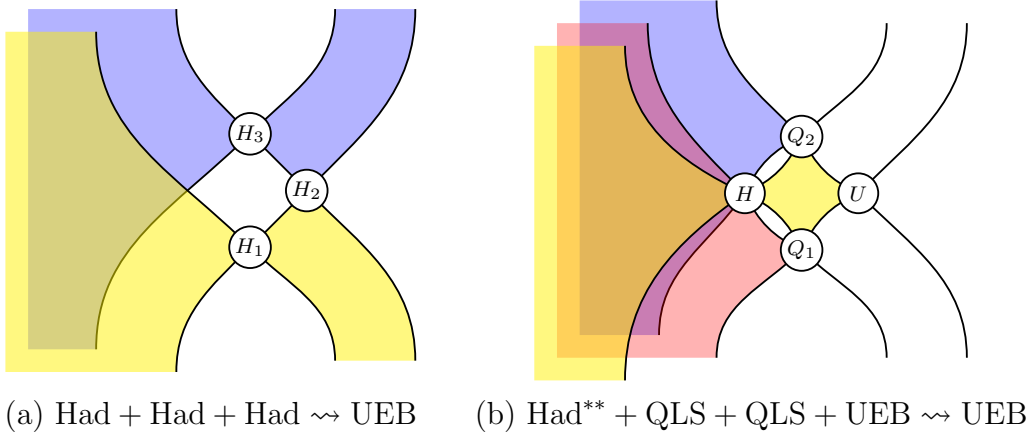 H₃
H₂
H₁
Q₂
H
U
Q₁
(a) Had + Had + Had ⇝ UEB
(b) Had** + QLS + QLS + UEB ⇝ UEB